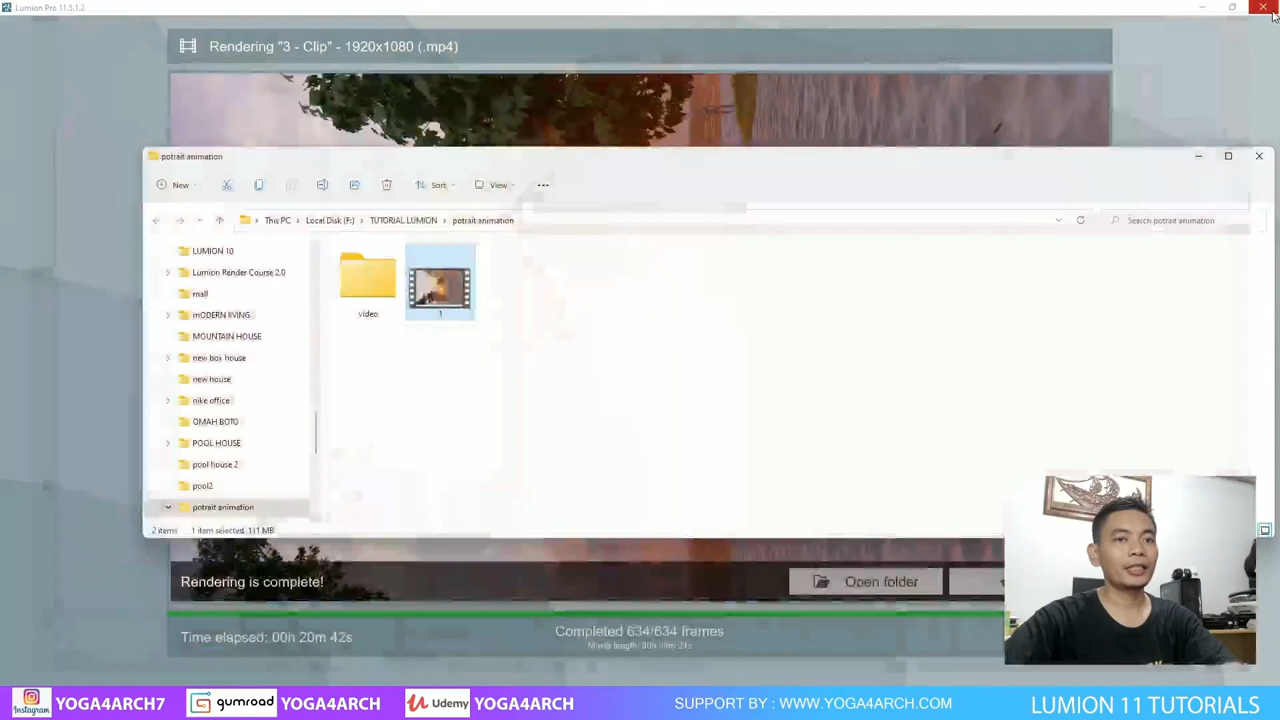 Lumion Pro 11.5.1.2
Rendering "3 - Clip" - 1920x1080 (.mp4)
potrait animation
New
Sort
View
This PC > Local Disk (F:) > TUTORIAL LUMION > potrait animation
Search potrait animation
LUMION 10
Lumion Render Course 2.0
mall
mODERN lIVING
MOUNTAIN HOUSE
new box house
new house
nike office
OMAH BOTO
POOL HOUSE
pool house 2
pool2
potrait animation
video
1
2 items
1 item selected
Rendering is complete!
Open folder
Time elapsed: 00h 20m 42s
Completed 634/634 frames
Instagram
YOGA4ARCH7
gumroad
YOGA4ARCH
Udemy
YOGA4ARCH
SUPPORT BY : WWW.YOGA4ARCH.COM
LUMION 11 TUTORIALS